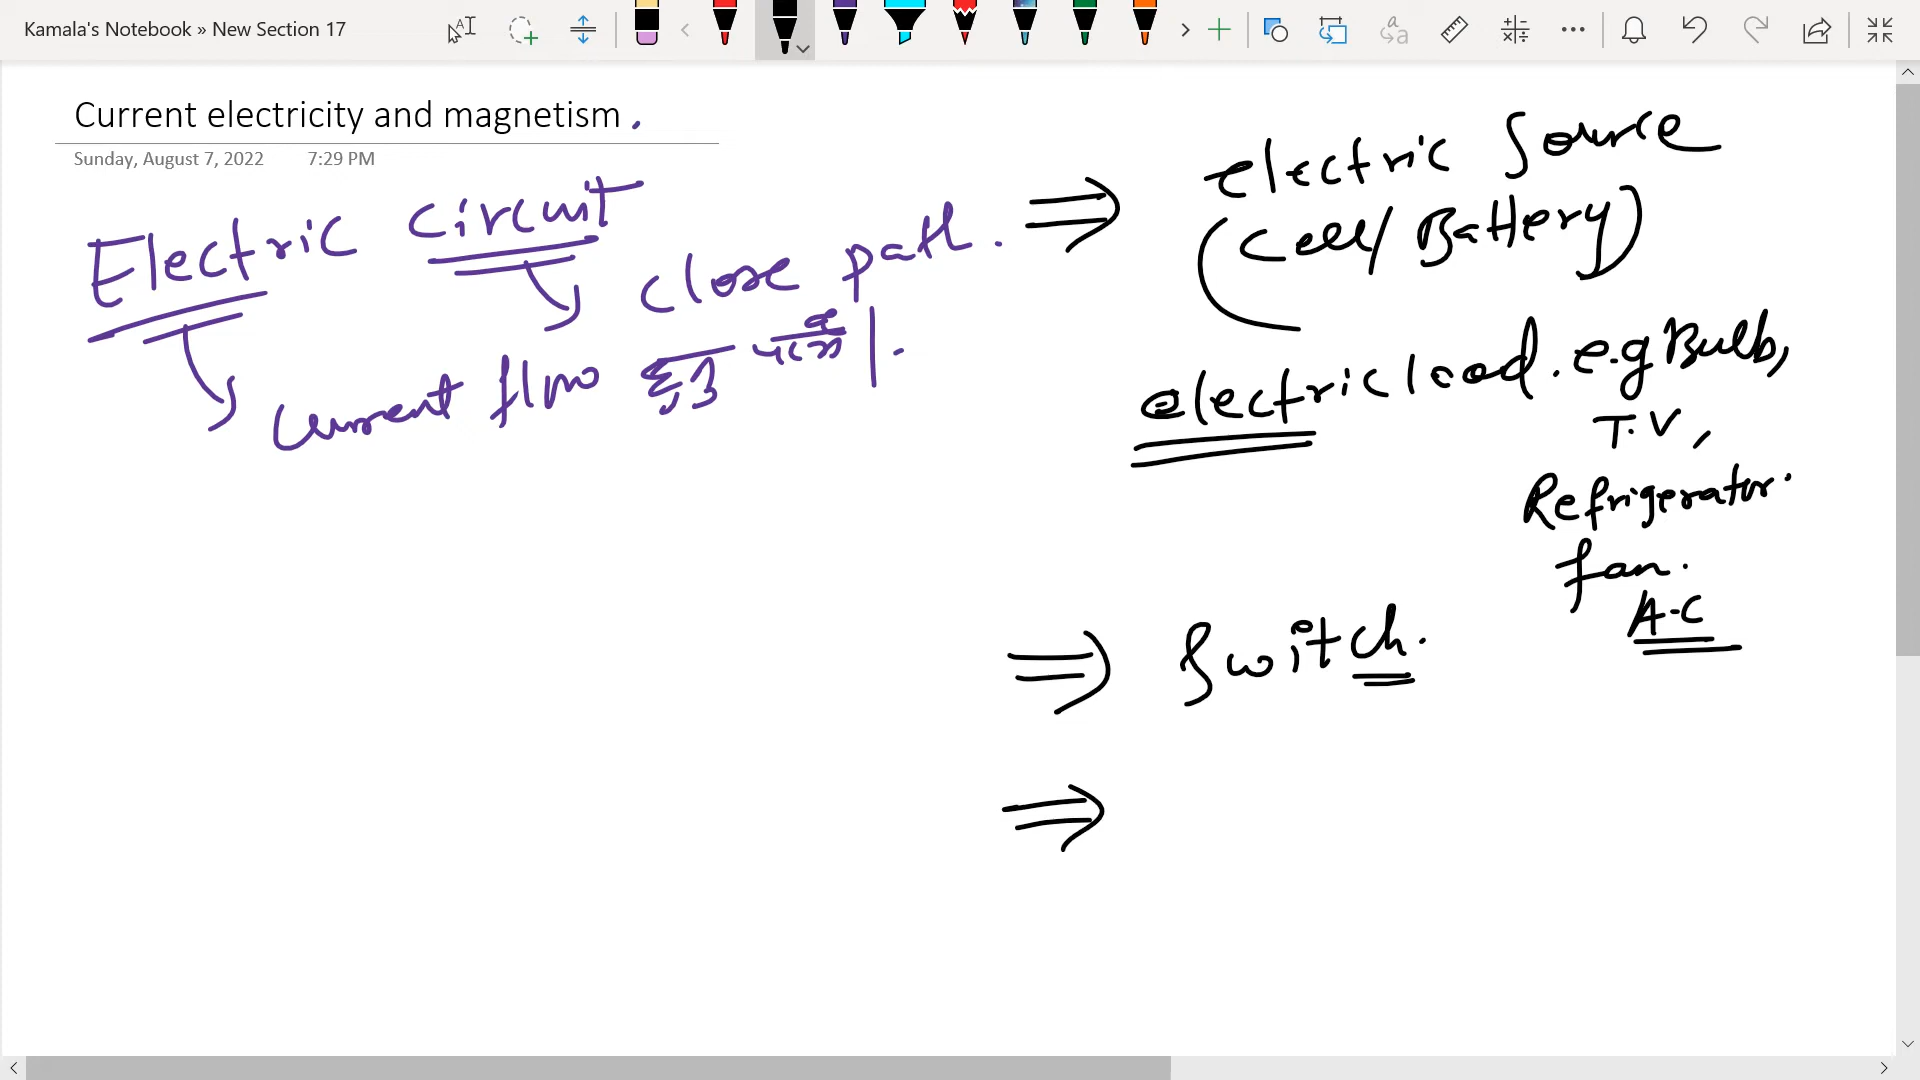 Kamala's Notebook » New Section 17
Current electricity and magnetism.
Sunday, August 7, 2022 7:29 PM
Electric circuit
close path.
Current flow
electric source
(Cell/Battery)
electric load. e.g Bulb,
T.V,
Refrigerator.
fan.
A.C
Switch.